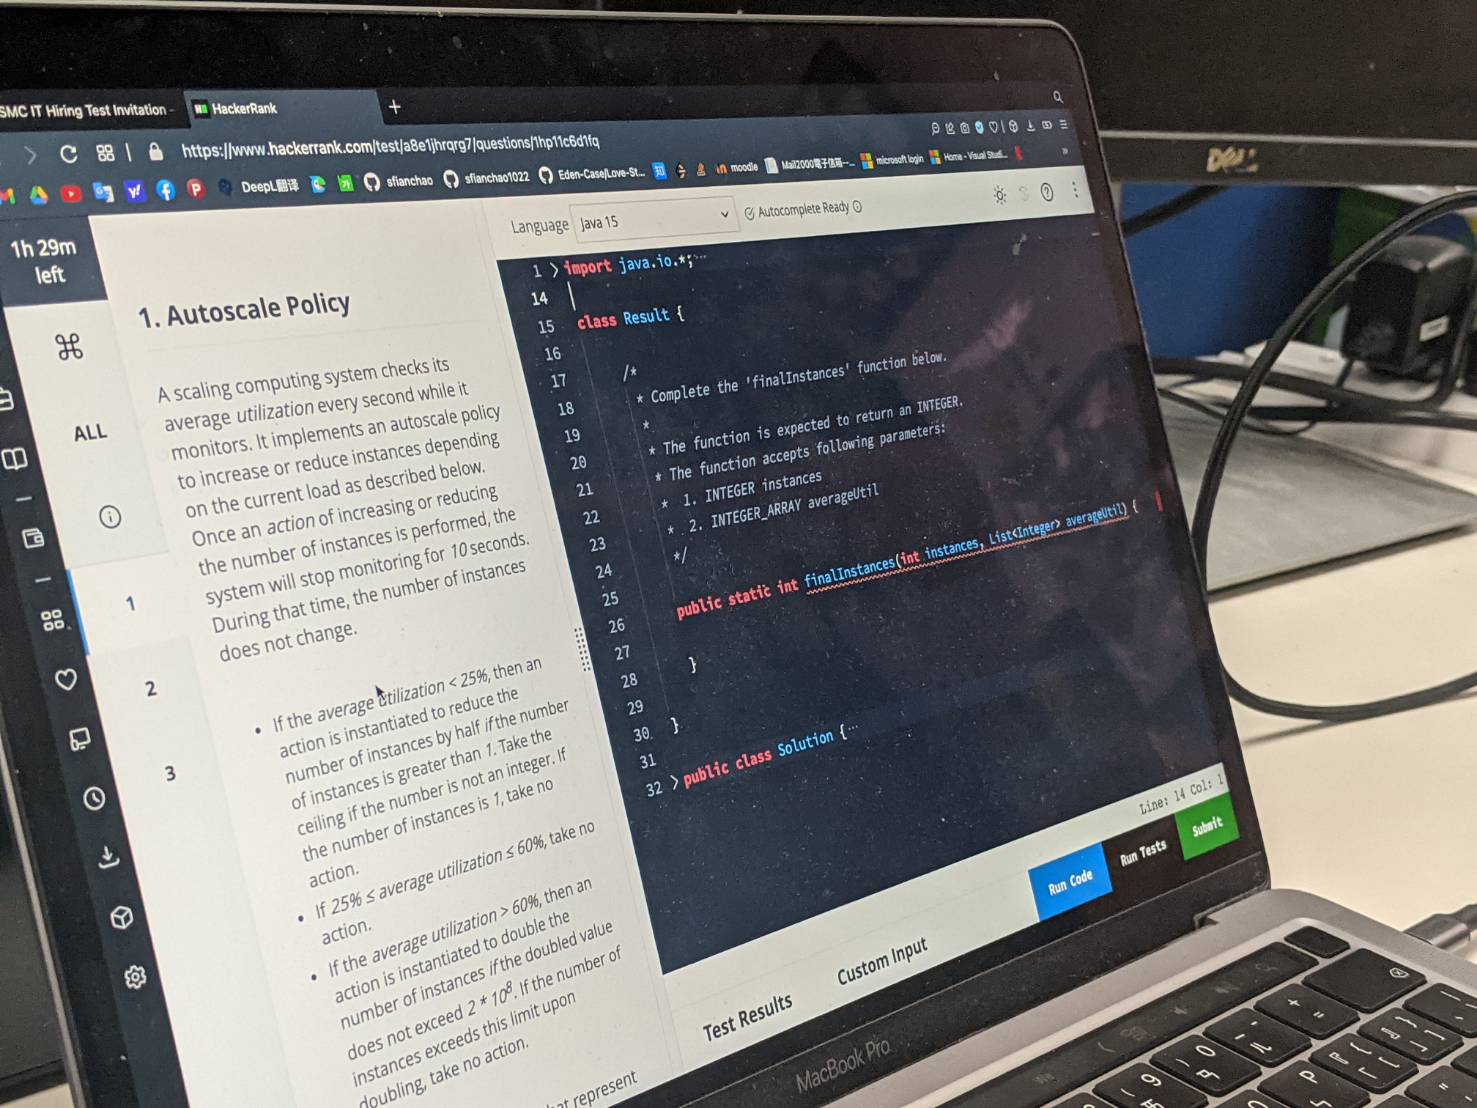 SMC IT Hiring Test Invitation -
HackerRank
https://www.hackerrank.com/test/a8e1jhrqrg7/questions/1hp11c6d1fq
DeepL翻译
sfianchao
sfianchao1022
Eden-Case/Love-St...
知
moodle
Mail2000電子信箱—...
microsoft login
Home - Visual Studi...
1h 29m
left
ALL
1
2
3
1. Autoscale Policy
A scaling computing system checks its
average utilization every second while it
monitors. It implements an autoscale policy
to increase or reduce instances depending
on the current load as described below.
Once an action of increasing or reducing
the number of instances is performed, the
system will stop monitoring for 10 seconds.
During that time, the number of instances
does not change.
• If the average utilization < 25%, then an
action is instantiated to reduce the
number of instances by half if the number
of instances is greater than 1. Take the
ceiling if the number is not an integer. If
the number of instances is 1, take no
action.
• If 25% ≤ average utilization ≤ 60%, take no
action.
• If the average utilization > 60%, then an
action is instantiated to double the
number of instances if the doubled value
does not exceed 2 * 10⁸. If the number of
instances exceeds this limit upon
doubling, take no action.
represent
Language Java 15 Autocomplete Ready
1 > import java.io.*;...
14
15 class Result {
16
17 /*
18 * Complete the 'finalInstances' function below.
19 *
20 * The function is expected to return an INTEGER.
21 * The function accepts following parameters:
22 * 1. INTEGER instances
23 * 2. INTEGER_ARRAY averageUtil
24 */
25
26 public static int finalInstances(int instances, List<Integer> averageUtil) {
27
28 }
29
30 }
31
32 > public class Solution {...
Line: 14 Col: 1
Run Code
Run Tests
Submit
Test Results
Custom Input
MacBook Pro
DELL